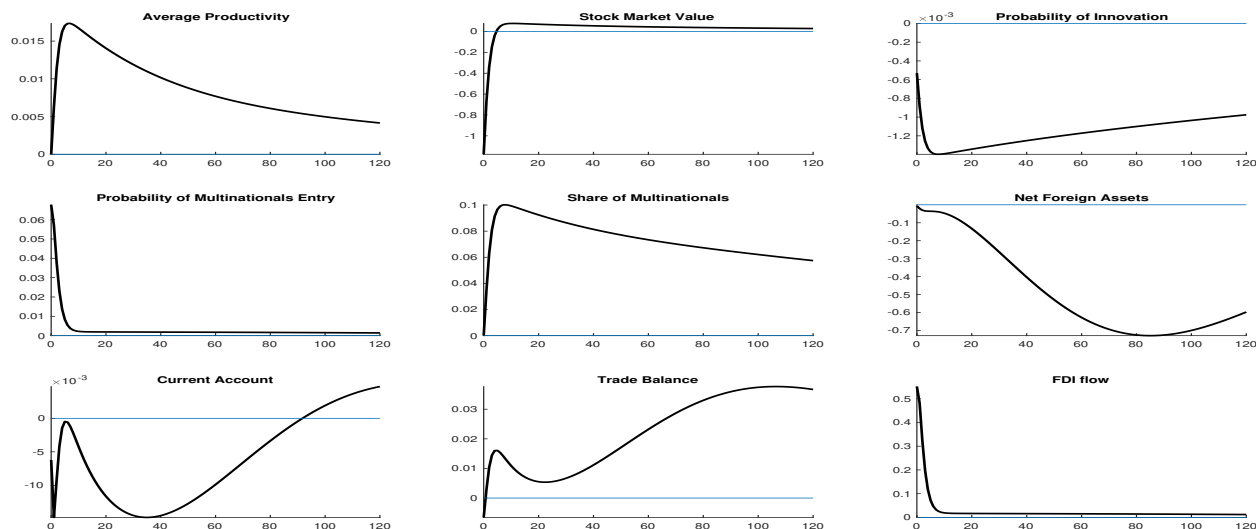 Average Productivity
0.015
0.01
0.005
0
0 20 40 60 80 100 120
Stock Market Value
0
-0.2
-0.4
-0.6
-0.8
-1
0 20 40 60 80 100 120
×10-3
Probability of Innovation
0
-0.2
-0.4
-0.6
-0.8
-1
-1.2
0 20 40 60 80 100 120
Probability of Multinationals Entry
0.06
0.05
0.04
0.03
0.02
0.01
0
0 20 40 60 80 100 120
Share of Multinationals
0.1
0.08
0.06
0.04
0.02
0
0 20 40 60 80 100 120
Net Foreign Assets
-0.1
-0.2
-0.3
-0.4
-0.5
-0.6
-0.7
0 20 40 60 80 100 120
×10-3
Current Account
0
-5
-10
0 20 40 60 80 100 120
Trade Balance
0.03
0.02
0.01
0
0 20 40 60 80 100 120
FDI flow
0.5
0.4
0.3
0.2
0.1
0
0 20 40 60 80 100 120